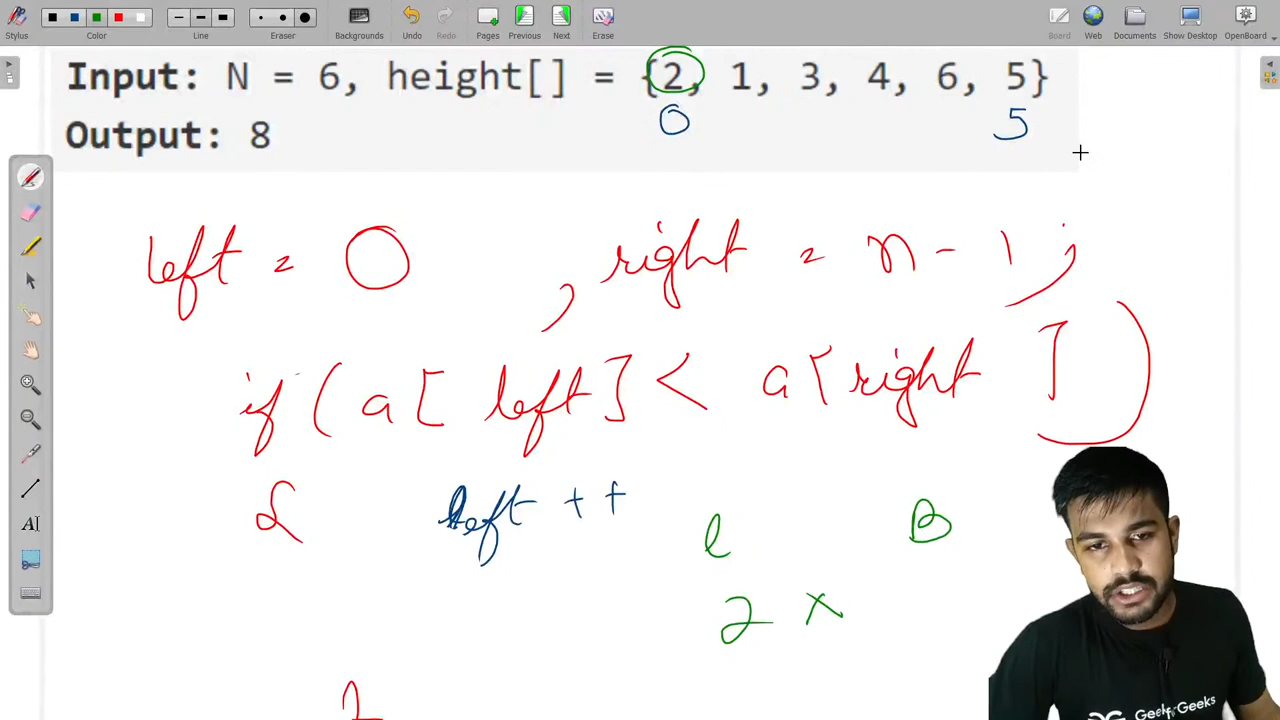 Stylus Color Line Eraser Backgrounds Undo Redo Pages Previous Next Erase Board Web Documents Show Desktop OpenBoard
Input: N = 6, height[] = {2, 1, 3, 4, 6, 5}
0 5
Output: 8
left = 0 , right = n - 1 ;
if ( a [ left ] < a [ right ] )
{ left ++
l B
2 ×
GeeksforGeeks